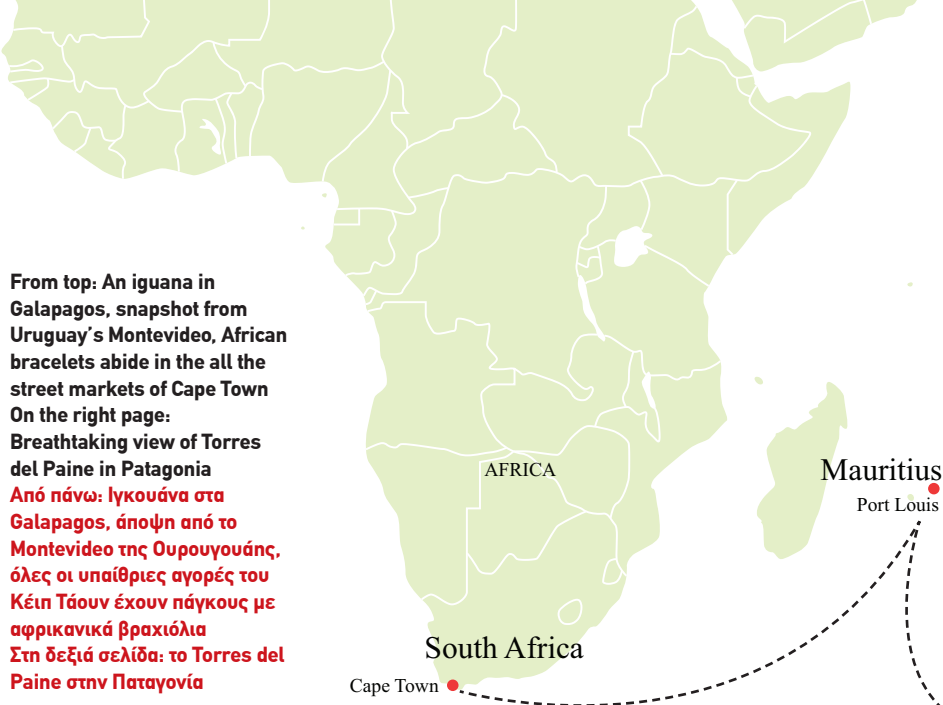 From top: An iguana in
Galapagos, snapshot from
Uruguay's Montevideo, African
bracelets abide in the all the
street markets of Cape Town
On the right page:
Breathtaking view of Torres
del Paine in Patagonia
Από πάνω: Ιγκουάνα στα
Galapagos, άποψη από το
Montevideo της Ουρουγουάης,
όλες οι υπαίθριες αγορές του
Κέιπ Τάουν έχουν πάγκους με
αφρικανικά βραχιόλια
Στη δεξιά σελίδα: το Torres del
Paine στην Παταγονία
AFRICA
Mauritius
Port Louis
South Africa
Cape Town